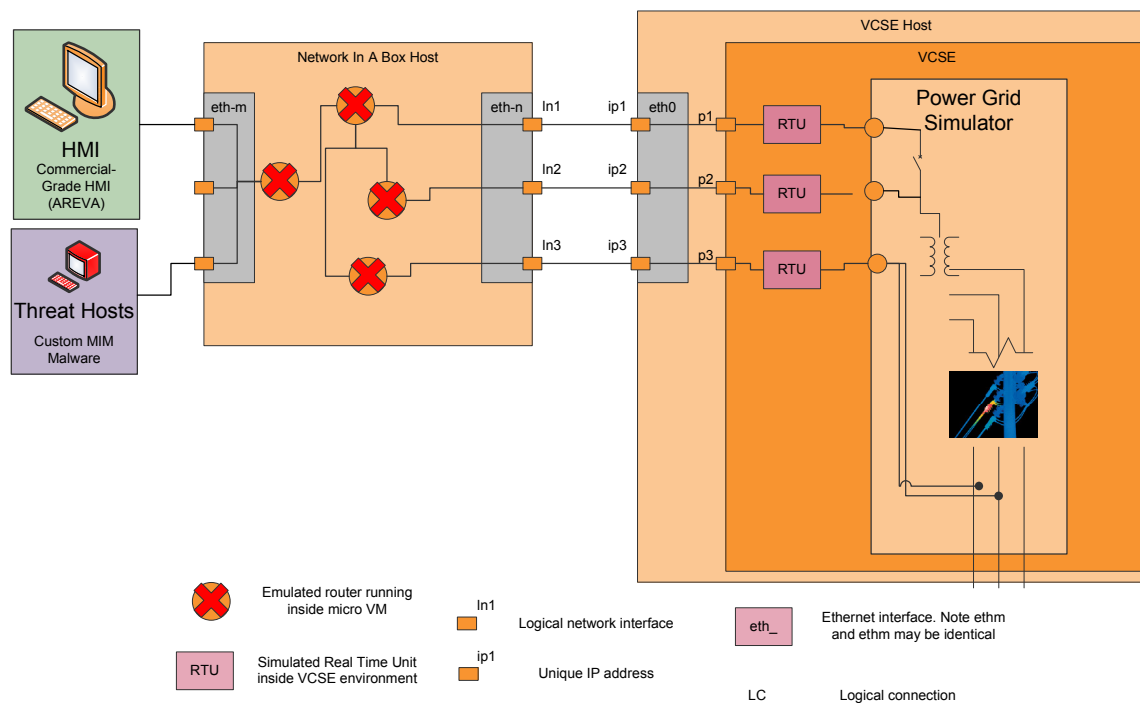 VCSE Host
Network In A Box Host
VCSE
HMI
Commercial-
Grade HMI
(AREVA)
Threat Hosts
Custom MIM
Malware
eth-m
eth-n
ln1
ln2
ln3
ip1
ip2
ip3
eth0
p1
p2
p3
RTU
RTU
RTU
Power Grid
Simulator
Emulated router running
inside micro VM
RTU
Simulated Real Time Unit
inside VCSE environment
ln1
Logical network interface
ip1
Unique IP address
eth_
Ethernet interface. Note ethm
and ethm may be identical
LC
Logical connection